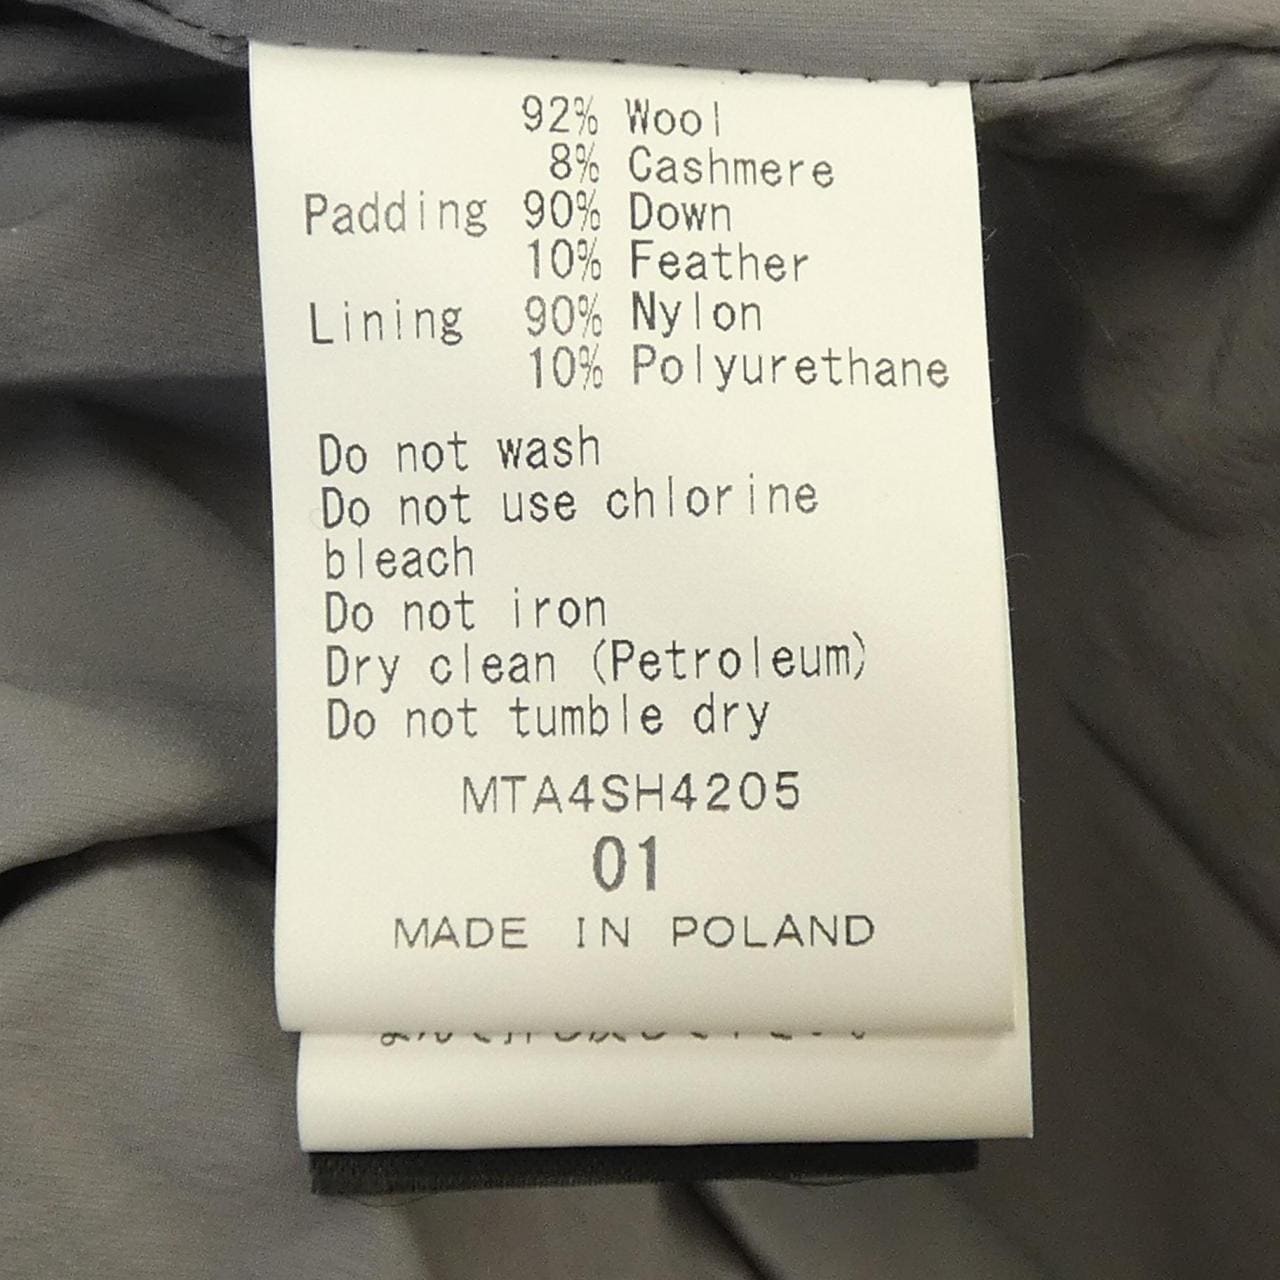 92% Wool
8% Cashmere
Padding 90% Down
10% Feather
Lining 90% Nylon
10% Polyurethane
Do not wash
Do not use chlorine
bleach
Do not iron
Dry clean (Petroleum)
Do not tumble dry
MTA4SH4205
01
MADE IN POLAND